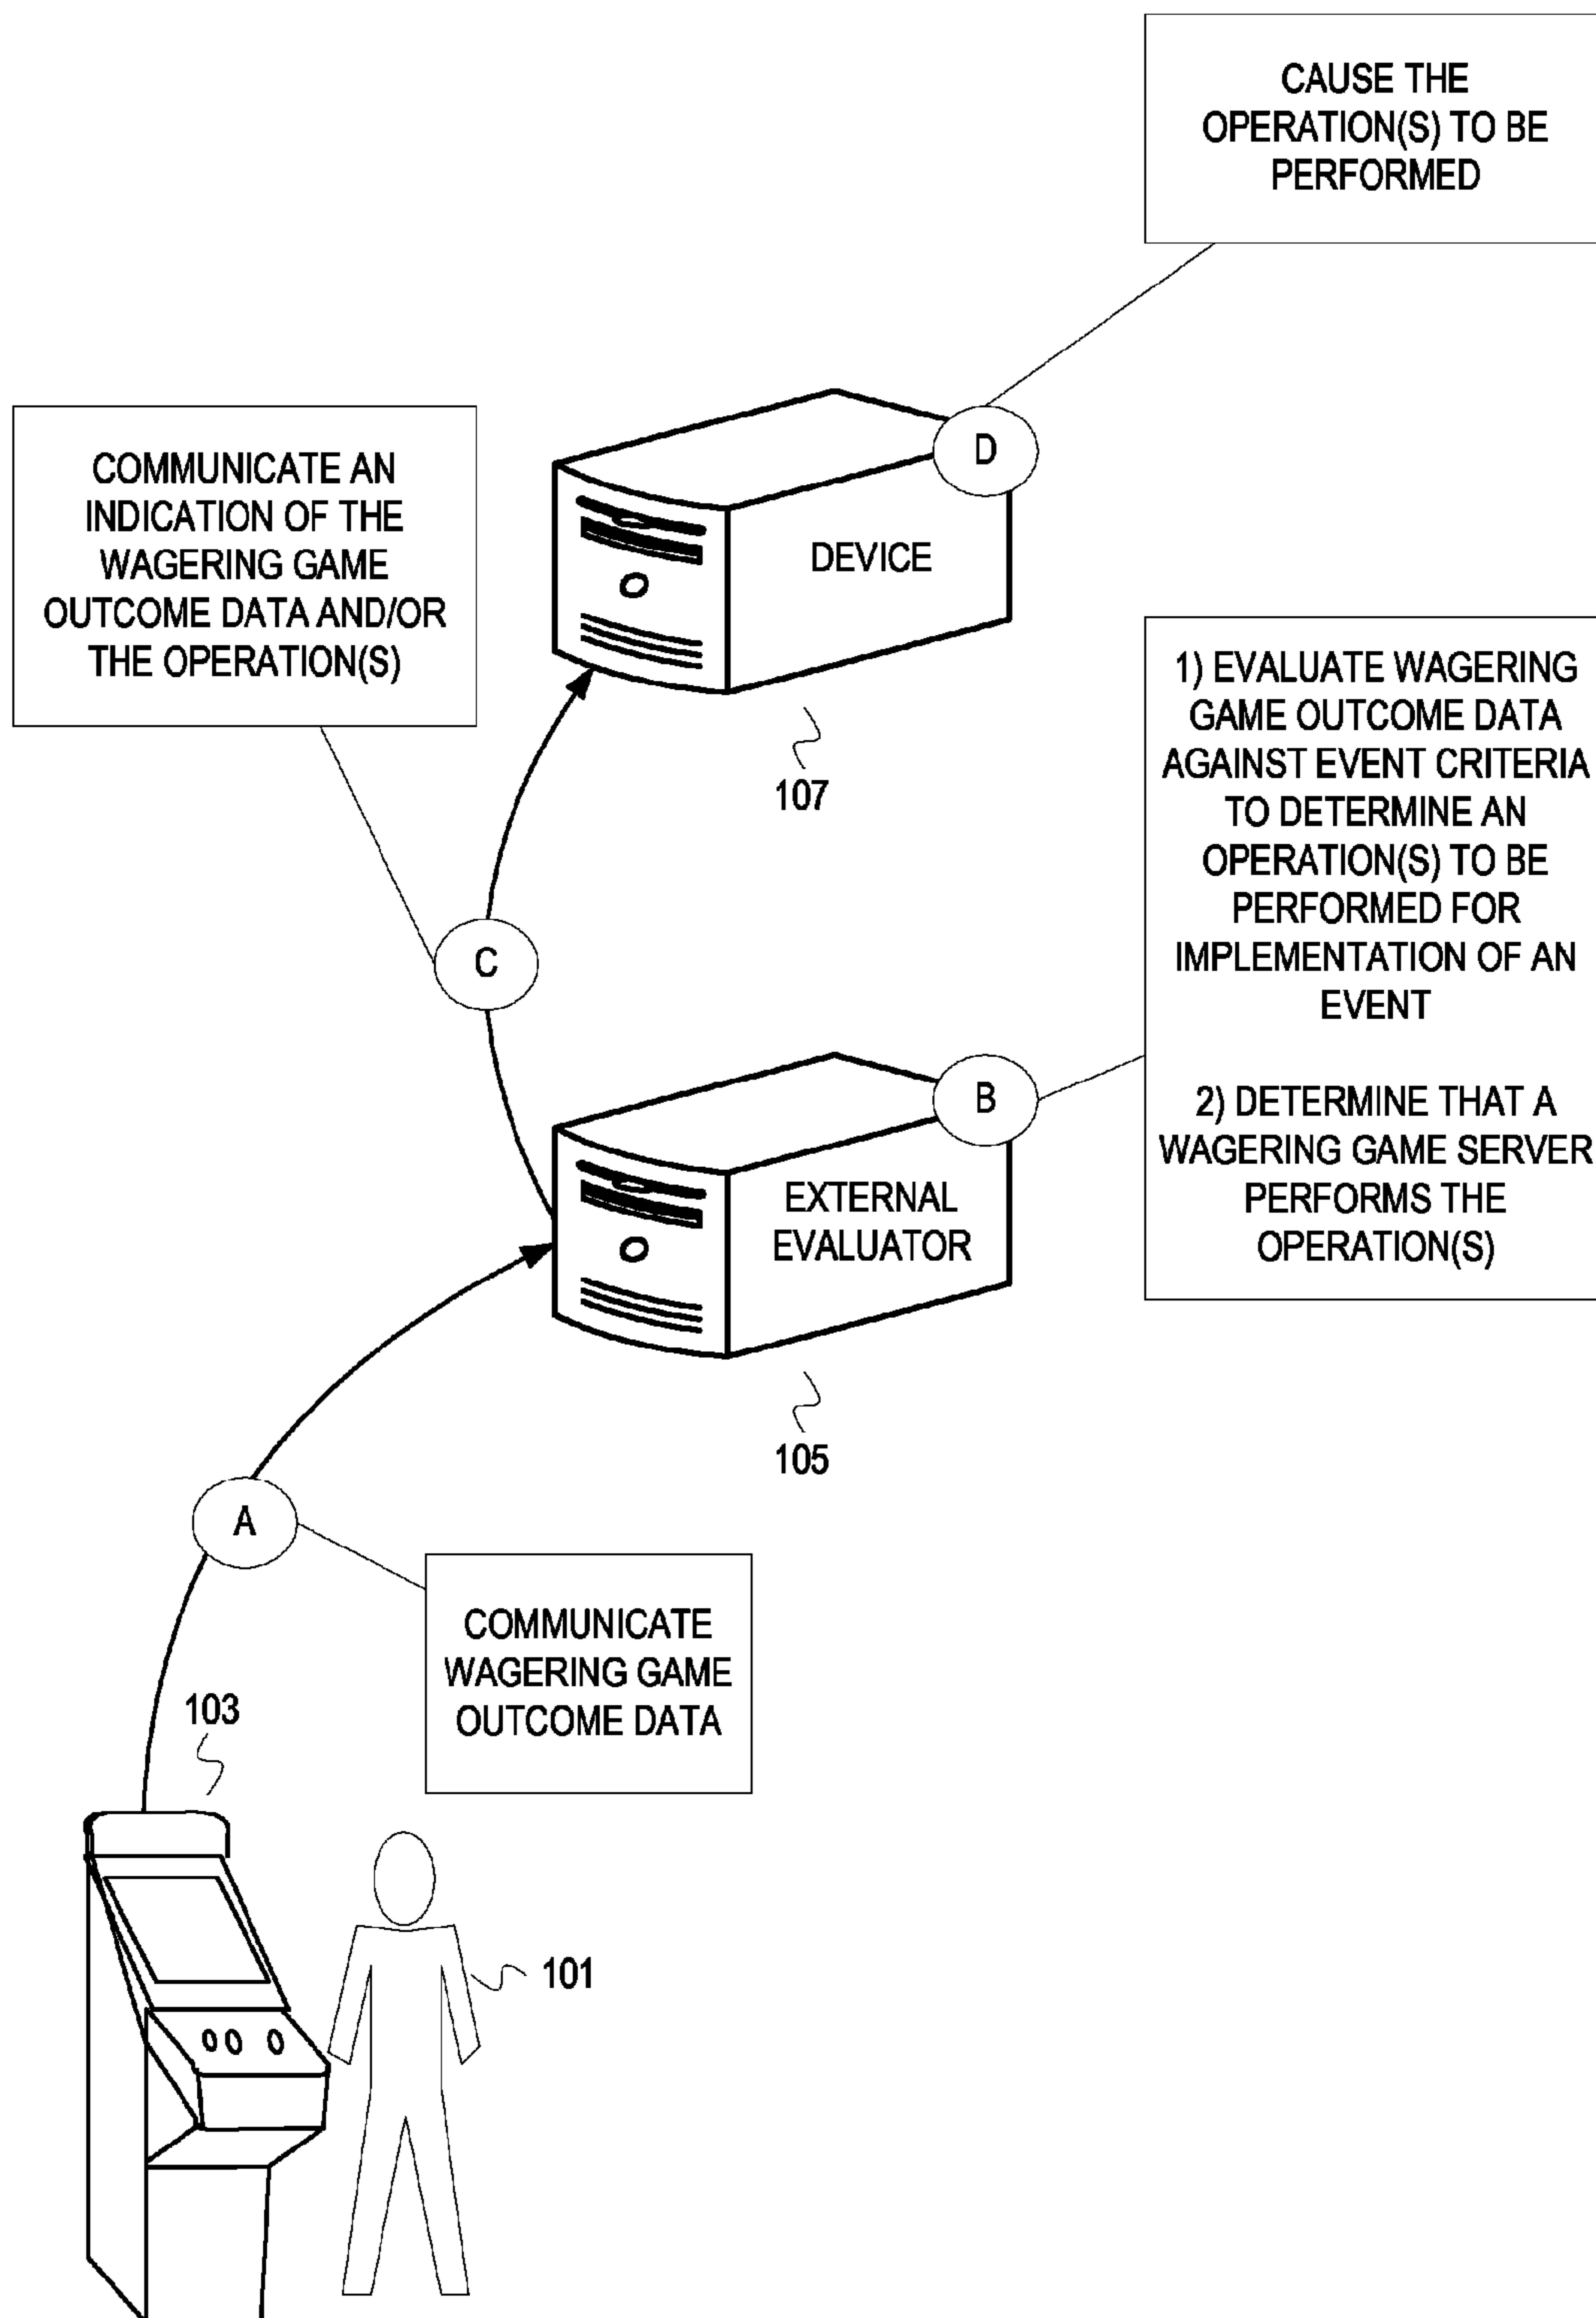 CAUSE THE
OPERATION(S) TO BE
PERFORMED
D
COMMUNICATE AN
INDICATION OF THE
WAGERING GAME
OUTCOME DATA AND/OR
THE OPERATION(S)
DEVICE
107
1) EVALUATE WAGERING
GAME OUTCOME DATA
AGAINST EVENT CRITERIA
TO DETERMINE AN
OPERATION(S) TO BE
PERFORMED FOR
IMPLEMENTATION OF AN
EVENT
2) DETERMINE THAT A
WAGERING GAME SERVER
PERFORMS THE
OPERATION(S)
C
B
EXTERNAL
EVALUATOR
105
A
COMMUNICATE
WAGERING GAME
OUTCOME DATA
103
101